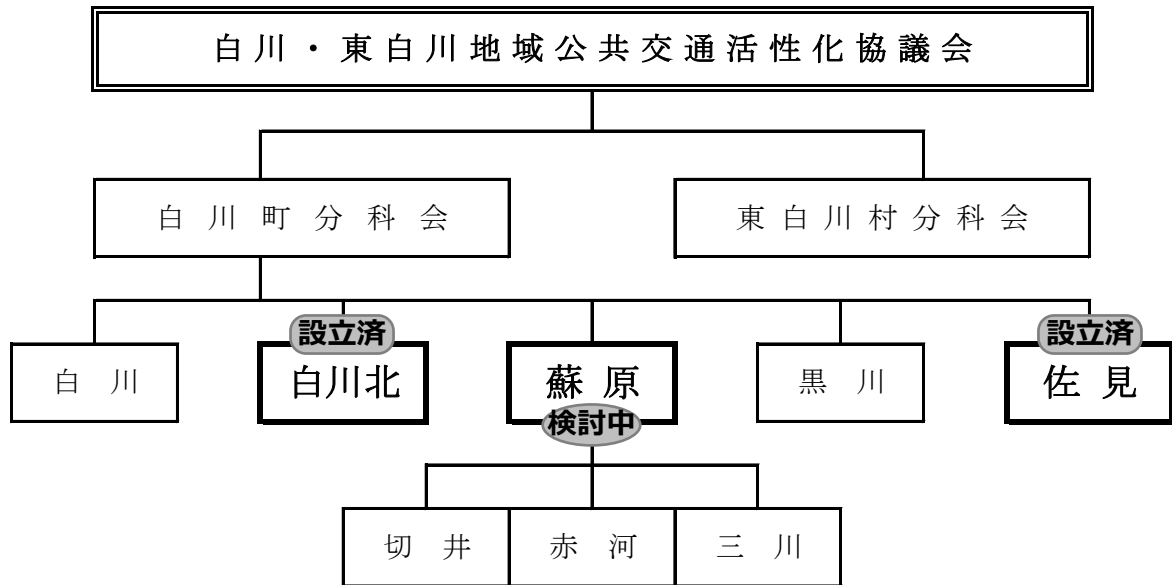 白川・東白川地域公共交通活性化協議会
白川町分科会
東白川村分科会
設立済
設立済
白川
白川北
蘇原
黒川
佐見
検討中
切井
赤河
三川